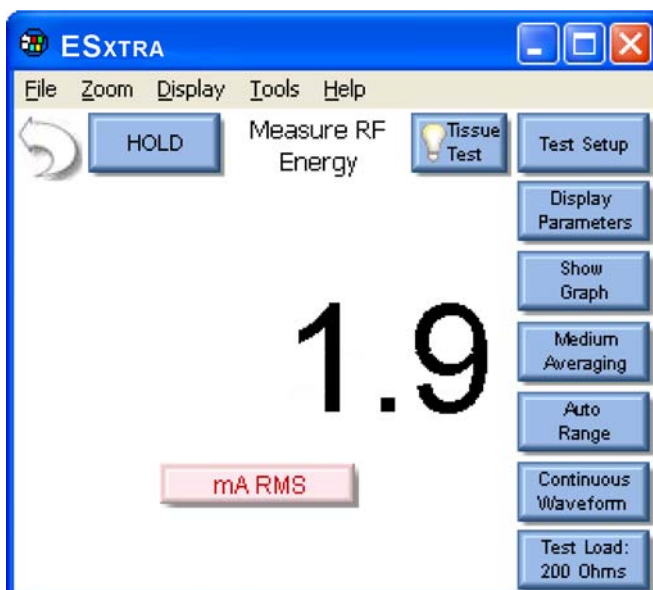 ESXTRA
File Zoom Display Tools Help
HOLD
Measure RF
Energy
Tissue
Test
Test Setup
Display
Parameters
Show
Graph
Medium
Averaging
Auto
Range
1.9
mA RMS
Continuous
Waveform
Test Load:
200 Ohms